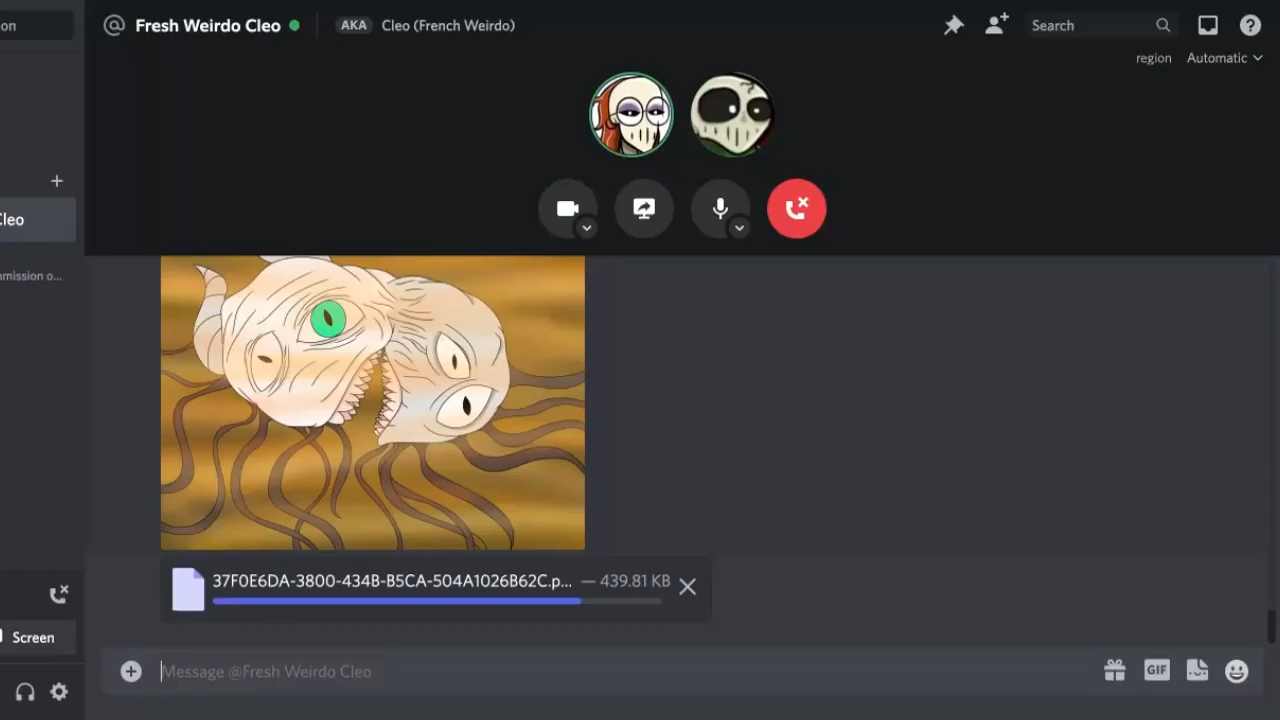 on
Fresh Weirdo Cleo
AKA Cleo (French Weirdo)
Search
region Automatic
Cleo
mmission o...
37F0E6DA-3800-434B-B5CA-504A1026B62C.p... — 439.81 KB
Screen
Message @Fresh Weirdo Cleo
GIF